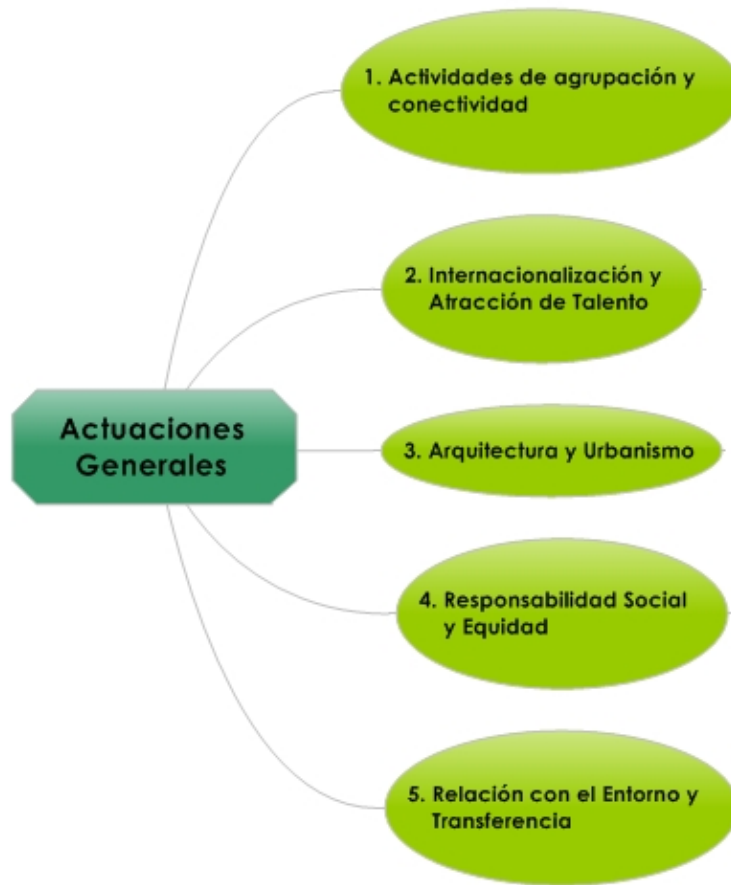 1. Actividades de agrupación y
conectividad
2. Internacionalización y
Atracción de Talento
Actuaciones
Generales
3. Arquitectura y Urbanismo
4. Responsabilidad Social
y Equidad
5. Relación con el Entorno y
Transferencia